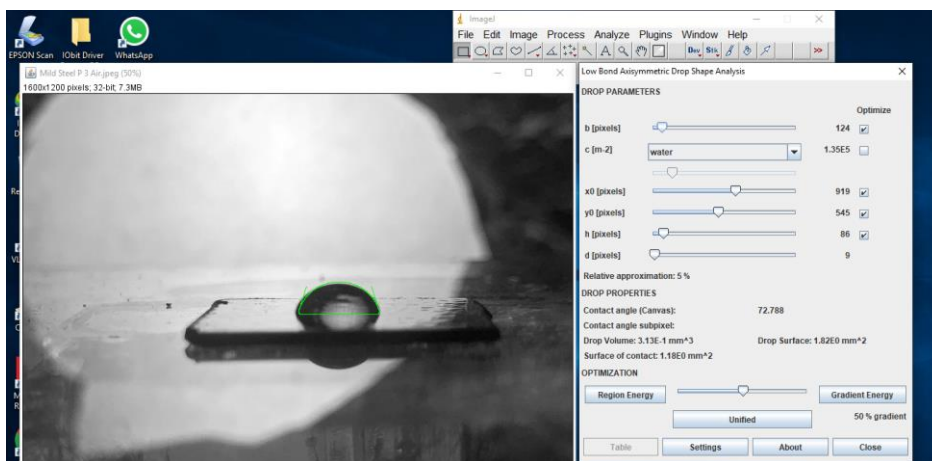 EPSON Scan IObit Driver WhatsApp
ImageJ
File Edit Image Process Analyze Plugins Window Help
Dev Stk
>>
Mild Steel P 3 Air.jpeg (50%)
1600x1200 pixels; 32-bit; 7.3MB
Low Bond Axisymmetric Drop Shape Analysis
DROP PARAMETERS
Optimize
b [pixels] 124
c [m-2] water 1.35E5
x0 [pixels] 919
y0 [pixels] 545
h [pixels] 86
d [pixels] 9
Relative approximation: 5 %
DROP PROPERTIES
Contact angle (Canvas): 72.788
Contact angle subpixel:
Drop Volume: 3.13E-1 mm^3 Drop Surface: 1.82E0 mm^2
Surface of contact: 1.18E0 mm^2
OPTIMIZATION
Region Energy Gradient Energy
Unified 50 % gradient
Table Settings About Close